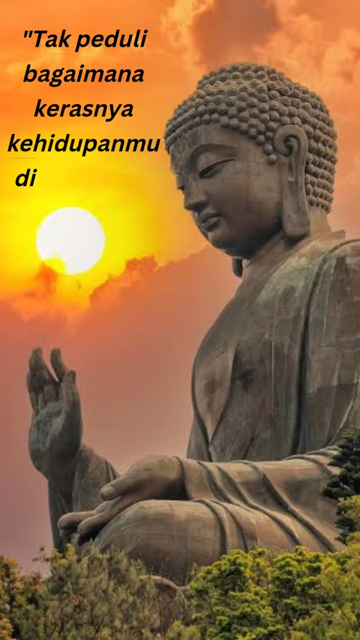 "Tak peduli
bagaimana
kerasnya
kehidupanmu
di